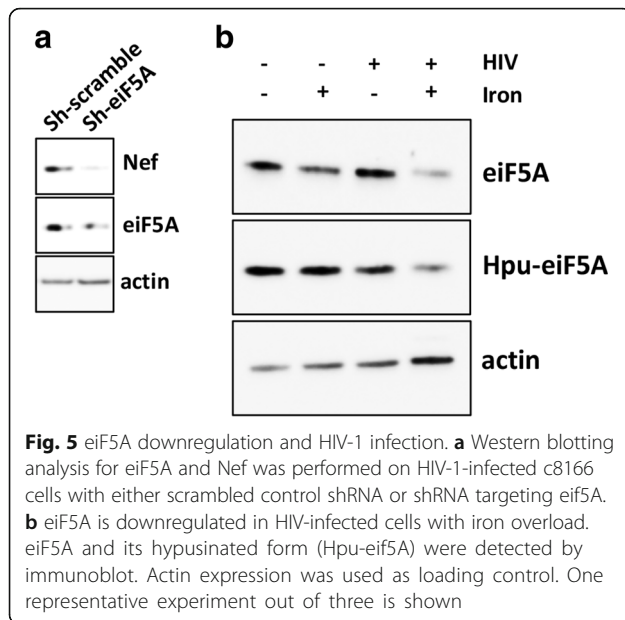 a
Sh-scramble
Sh-eiF5A
Nef
eiF5A
actin
b
- - + + HIV
- + - + Iron
eiF5A
Hpu-eiF5A
actin
Fig. 5 eiF5A downregulation and HIV-1 infection. a Western blotting
analysis for eiF5A and Nef was performed on HIV-1-infected c8166
cells with either scrambled control shRNA or shRNA targeting eif5A.
b eiF5A is downregulated in HIV-infected cells with iron overload.
eiF5A and its hypusinated form (Hpu-eif5A) were detected by
immunoblot. Actin expression was used as loading control. One
representative experiment out of three is shown